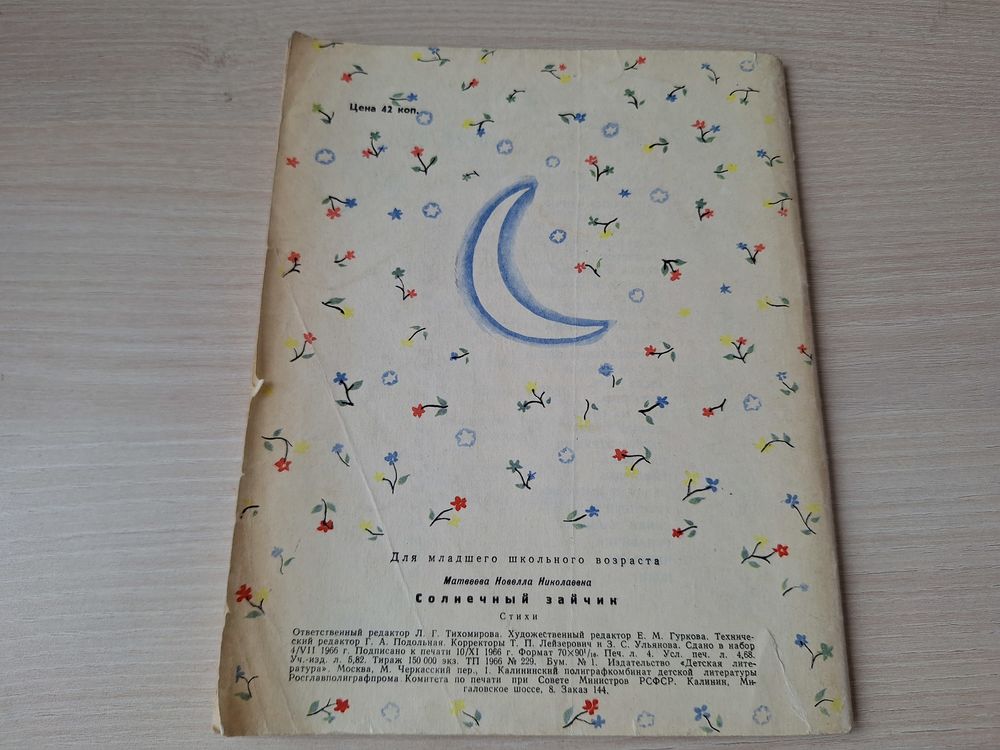 Цена 42 коп.
Для младшего школьного возраста
Матвеева Новелла Николаевна
Солнечный зайчик
Стихи
Ответственный редактор Л. Г. Тихомирова. Художественный редактор Е. М. Гуркова. Техниче-
ский редактор Г. А. Подольная. Корректоры Т. П. Лейзерович и З. С. Ульянова. Сдано в набор
4/VII 1966 г. Подписано к печати 10/XI 1966 г. Формат 70×90¹/₁₆. Печ. л. 4. Усл. печ. л. 4,68.
Уч.-изд. л. 5,82. Тираж 150 000 экз. ТП 1966 № 229. Бум. № 1. Издательство «Детская лите-
ратура». Москва, М. Черкасский пер., 1. Калининский полиграфкомбинат детской литературы
Росглавполиграфпрома Комитета по печати при Совете Министров РСФСР. Калинин, Ми-
галовское шоссе, 8. Заказ 144.